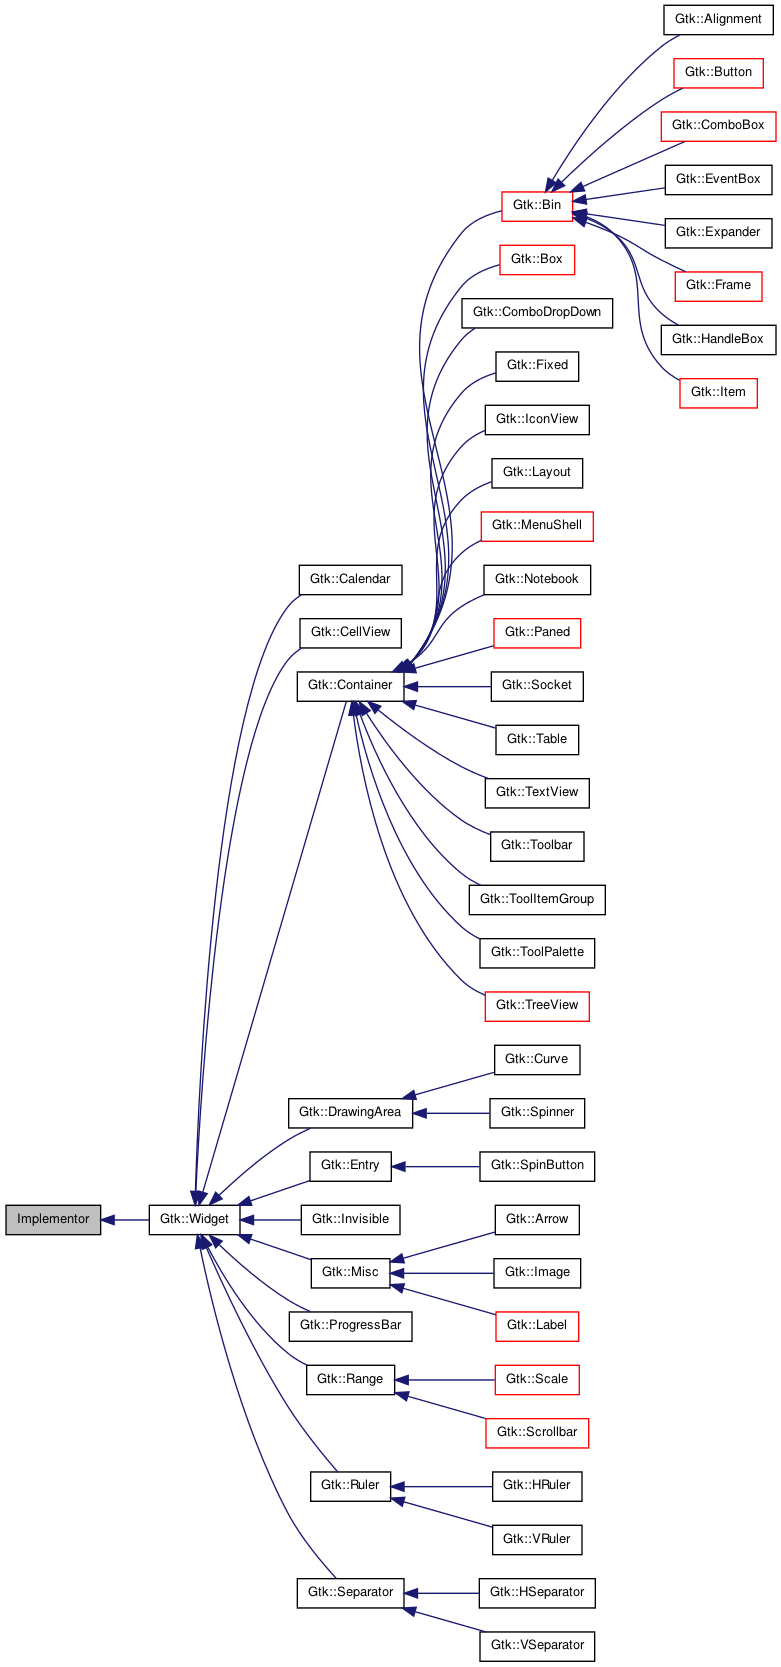 Gtk::Alignment
Gtk::Button
Gtk::ComboBox
Gtk::EventBox
Gtk::Bin
Gtk::Expander
Gtk::Box
Gtk::Frame
Gtk::ComboDropDown
Gtk::HandleBox
Gtk::Fixed
Gtk::Item
Gtk::IconView
Gtk::Layout
Gtk::MenuShell
Gtk::Calendar
Gtk::Notebook
Gtk::CellView
Gtk::Paned
Gtk::Container
Gtk::Socket
Gtk::Table
Gtk::TextView
Gtk::Toolbar
Gtk::ToolItemGroup
Gtk::ToolPalette
Gtk::TreeView
Gtk::Curve
Gtk::DrawingArea
Gtk::Spinner
Gtk::Entry
Gtk::SpinButton
Implementor
Gtk::Widget
Gtk::Invisible
Gtk::Arrow
Gtk::Misc
Gtk::Image
Gtk::ProgressBar
Gtk::Label
Gtk::Range
Gtk::Scale
Gtk::Scrollbar
Gtk::Ruler
Gtk::HRuler
Gtk::VRuler
Gtk::Separator
Gtk::HSeparator
Gtk::VSeparator